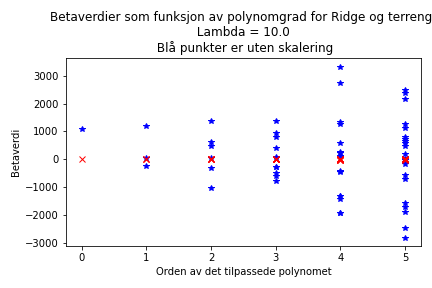 Betaverdier som funksjon av polynomgrad for Ridge og terreng
Lambda = 10.0
Blå punkter er uten skalering
3000
2000
1000
0
−1000
−2000
−3000
Betaverdi
0 1 2 3 4 5
Orden av det tilpassede polynomet